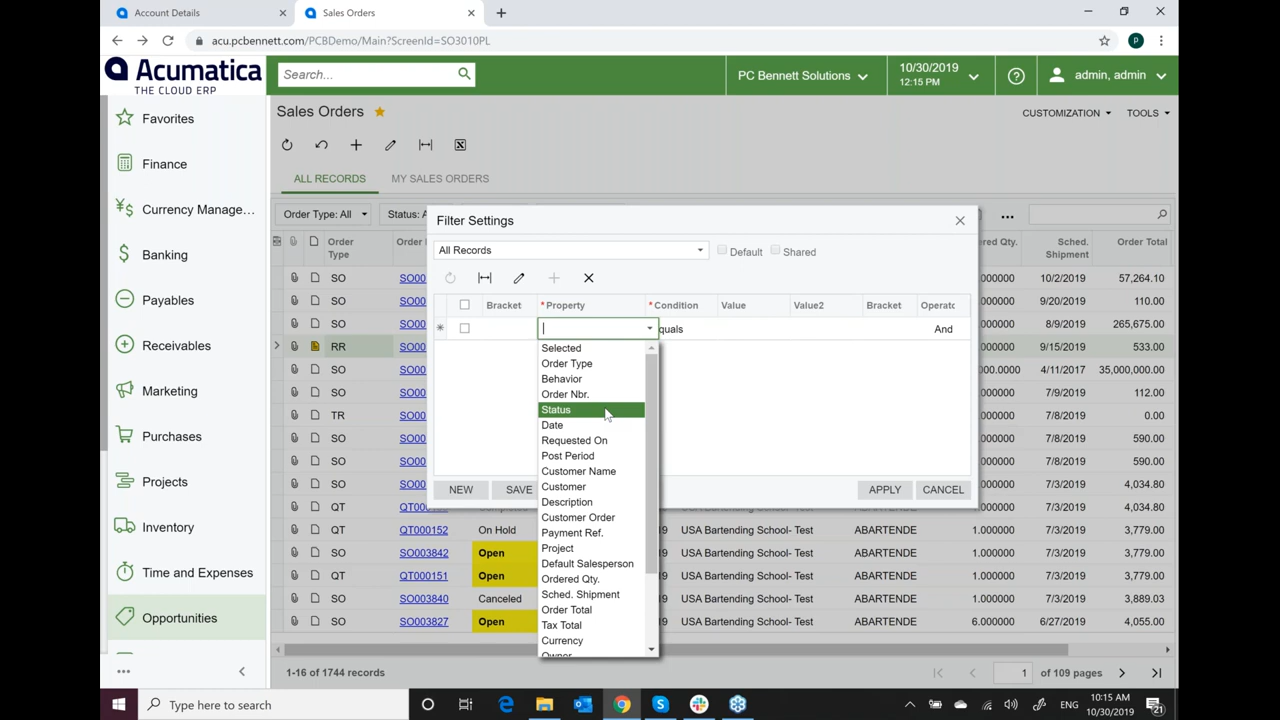 Account Details
Sales Orders
acu.pcbennett.com/PCBDemo/Main?ScreenId=SO3010PL
Acumatica
THE CLOUD ERP
Search...
PC Bennett Solutions
10/30/2019
12:15 PM
admin, admin
Favorites
Finance
Currency Manage...
Banking
Payables
Receivables
Marketing
Purchases
Projects
Inventory
Time and Expenses
Opportunities
Sales Orders
CUSTOMIZATION
TOOLS
ALL RECORDS
MY SALES ORDERS
Order Type: All
Status: A
Filter Settings
All Records
Default
Shared
Bracket
*Property
*Condition
Value
Value2
Bracket
Operatc
equals
And
Selected
Order Type
Behavior
Order Nbr.
Status
Date
Requested On
Post Period
Customer Name
Customer
Description
Customer Order
Payment Ref.
Project
Default Salesperson
Ordered Qty.
Sched. Shipment
Order Total
Tax Total
Currency
NEW
SAVE
APPLY
CANCEL
Order
Type
Sched.
Shipment
Order Total
SO 10/2/2019 57,264.10
SO 9/20/2019 110.00
SO 8/9/2019 265,675.00
RR 9/15/2019 533.00
SO 4/11/2017 35,000,000.00
SO 7/9/2019 112.00
TR 7/8/2019 0.00
SO 7/8/2019 590.00
SO 7/8/2019 4,034.80
SO 7/8/2019 4,034.80
QT 7/8/2019 4,034.80
QT QT000152 On Hold 19 USA Bartending School- Test ABARTENDE 1.000000 7/3/2019 3,779.00
SO SO003842 Open 19 USA Bartending School- Test ABARTENDE 1.000000 7/3/2019 3,779.00
QT QT000151 Open 19 USA Bartending School- Test ABARTENDE 1.000000 7/3/2019 3,779.00
SO SO003840 Canceled 19 USA Bartending School- Test ABARTENDE 1.000000 7/3/2019 3,889.03
SO SO003827 Open 19 USA Bartending School- Test ABARTENDE 6.000000 6/27/2019 4,055.00
1-16 of 1744 records
1
of 109 pages
Type here to search
ENG
10:15 AM
10/30/2019
21